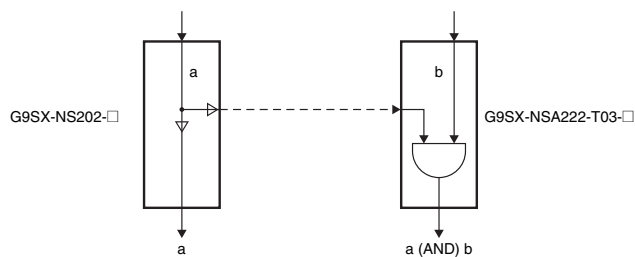 a
b
G9SX-NS202-□
G9SX-NSA222-T03-□
a
a (AND) b